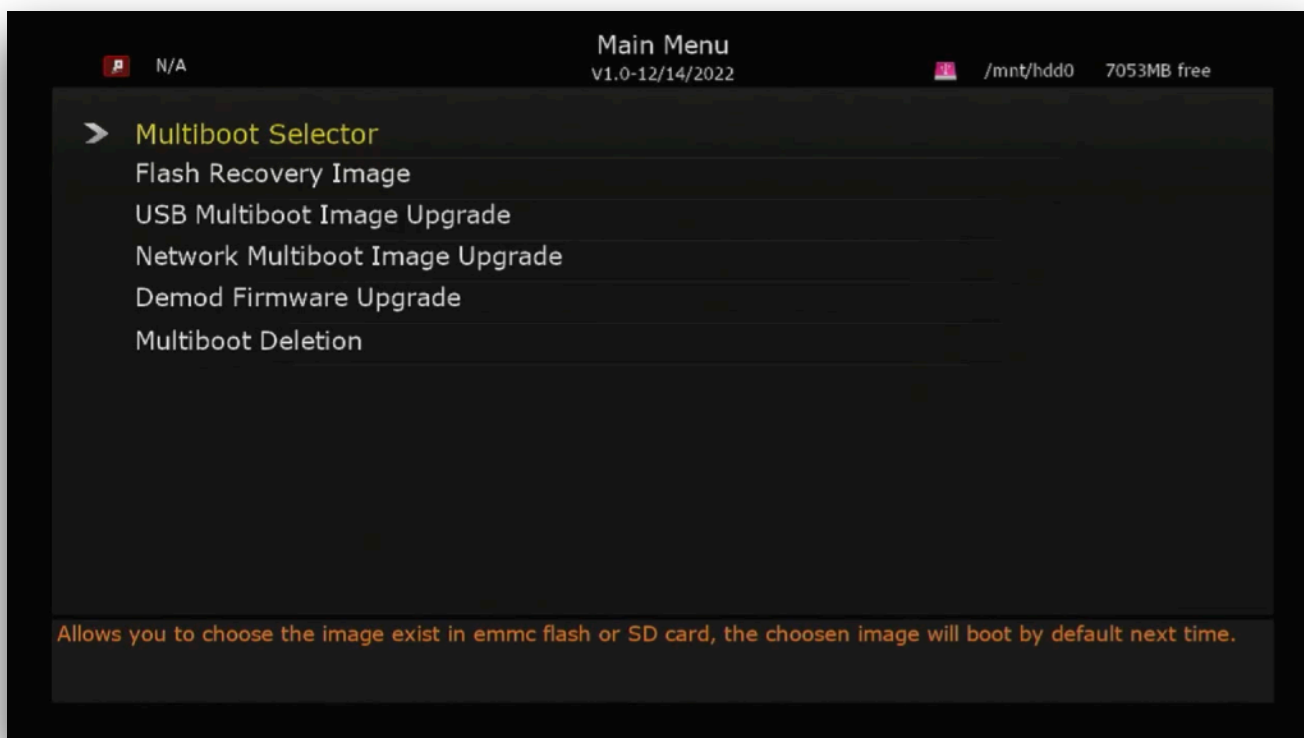 Main Menu
N/A
V1.0-12/14/2022
/mnt/hdd0 7053MB free
Multiboot Selector
Flash Recovery Image
USB Multiboot Image Upgrade
Network Multiboot Image Upgrade
Demod Firmware Upgrade
Multiboot Deletion
Allows you to choose the image exist in emmc flash or SD card, the choosen image will boot by default next time.